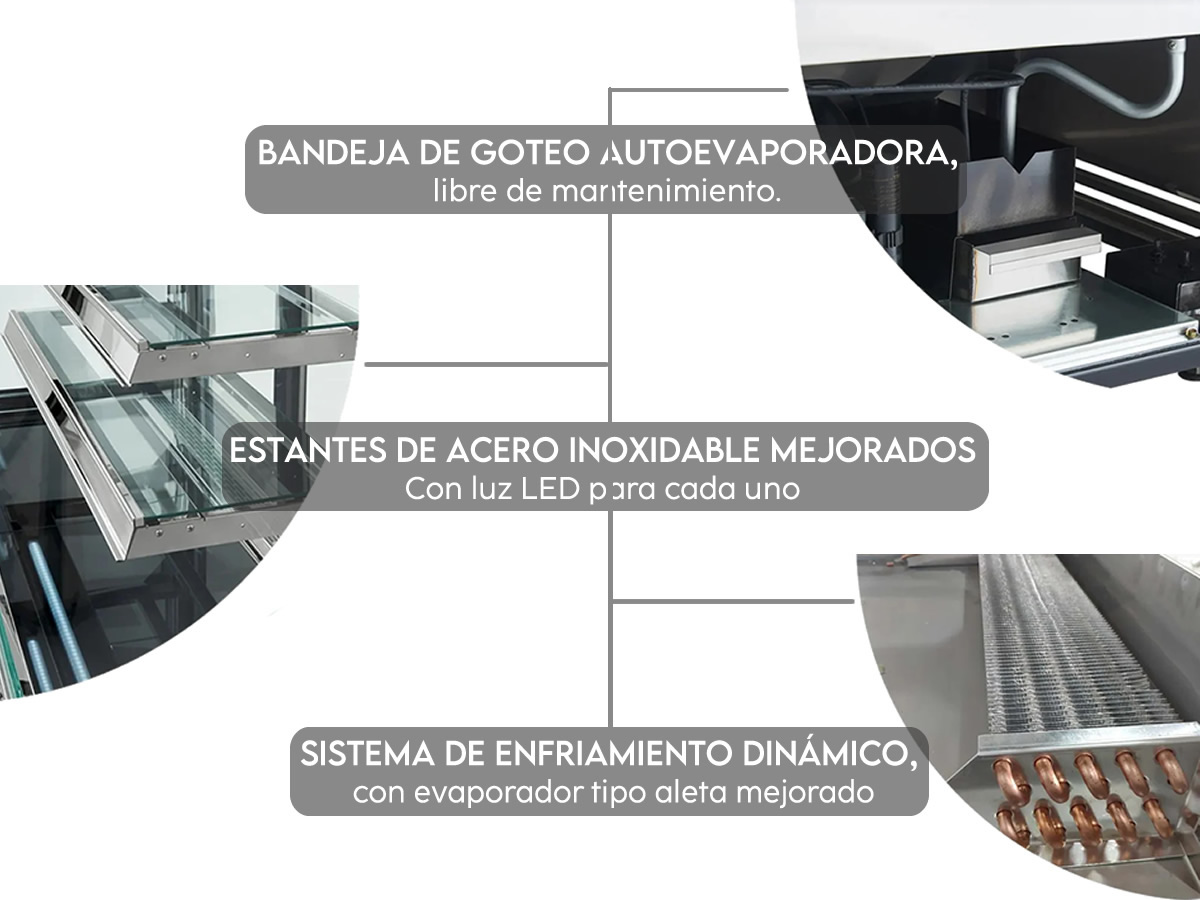 BANDEJA DE GOTEO AUTOEVAPORADORA,
libre de mantenimiento.
ESTANTES DE ACERO INOXIDABLE MEJORADOS
Con luz LED para cada uno
SISTEMA DE ENFRIAMIENTO DINÁMICO,
con evaporador tipo aleta mejorado